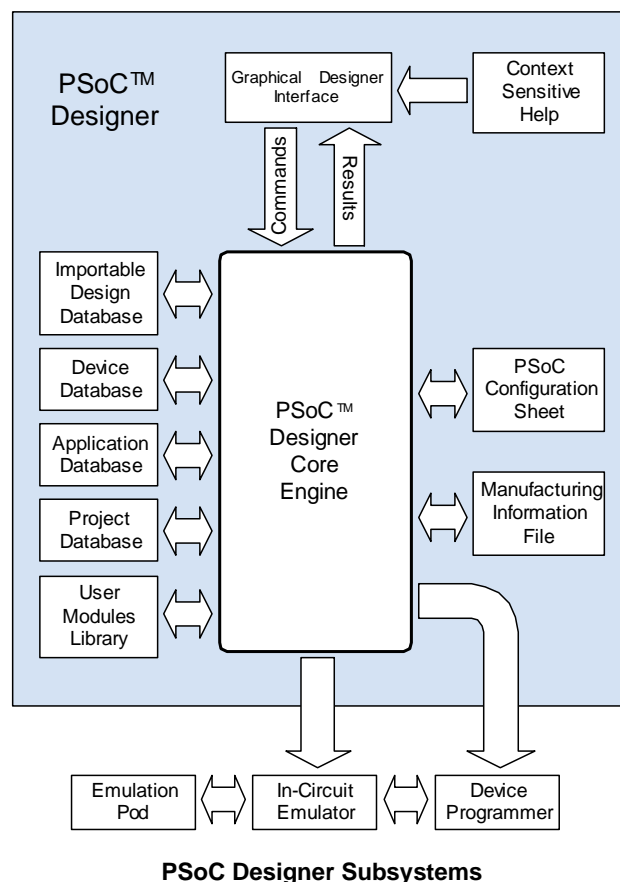 PSoC™
Designer
Graphical Designer
Interface
Context
Sensitive
Help
Commands
Results
Importable
Design
Database
Device
Database
Application
Database
Project
Database
User
Modules
Library
PSoC™
Designer
Core
Engine
PSoC
Configuration
Sheet
Manufacturing
Information
File
Emulation
Pod
In-Circuit
Emulator
Device
Programmer
PSoC Designer Subsystems